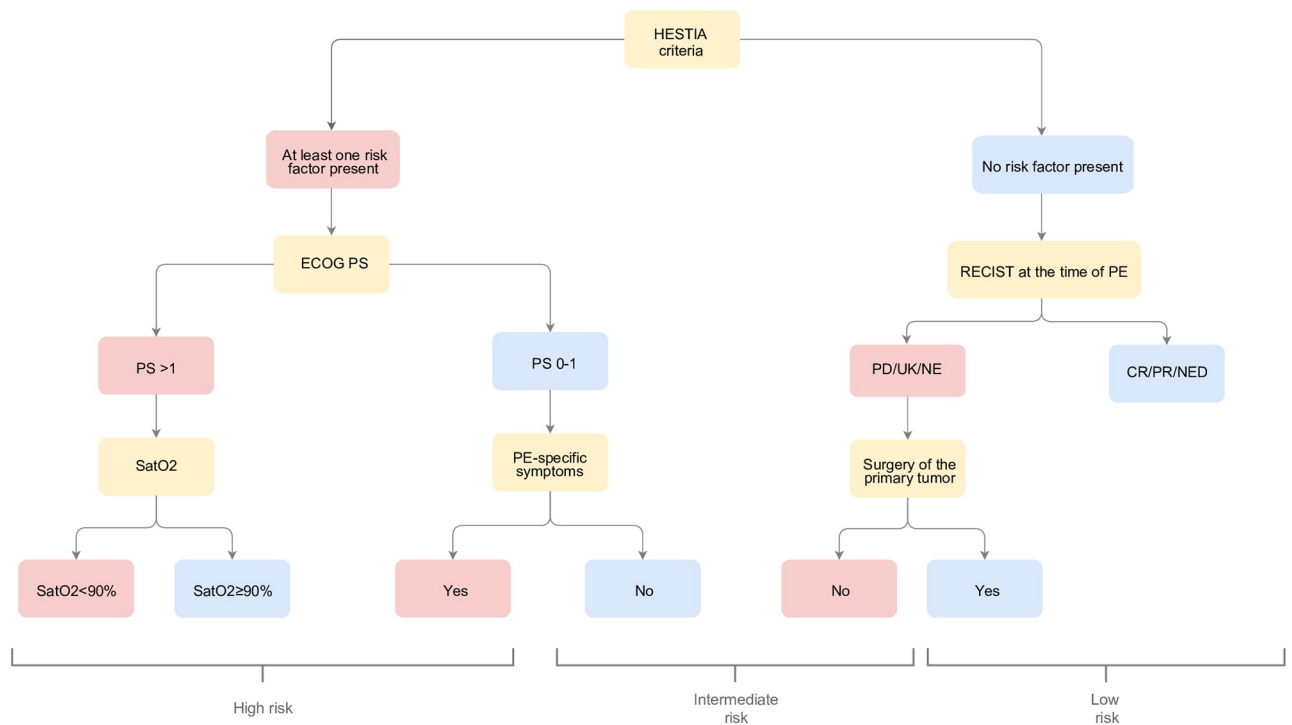 HESTIA
criteria
At least one risk
factor present
No risk factor present
ECOG PS
RECIST at the time of PE
PS >1
PS 0-1
PD/UK/NE
CR/PR/NED
SatO2
PE-specific
symptoms
Surgery of the
primary tumor
SatO2<90%
SatO2≥90%
Yes
No
No
Yes
High risk
Intermediate
risk
Low
risk